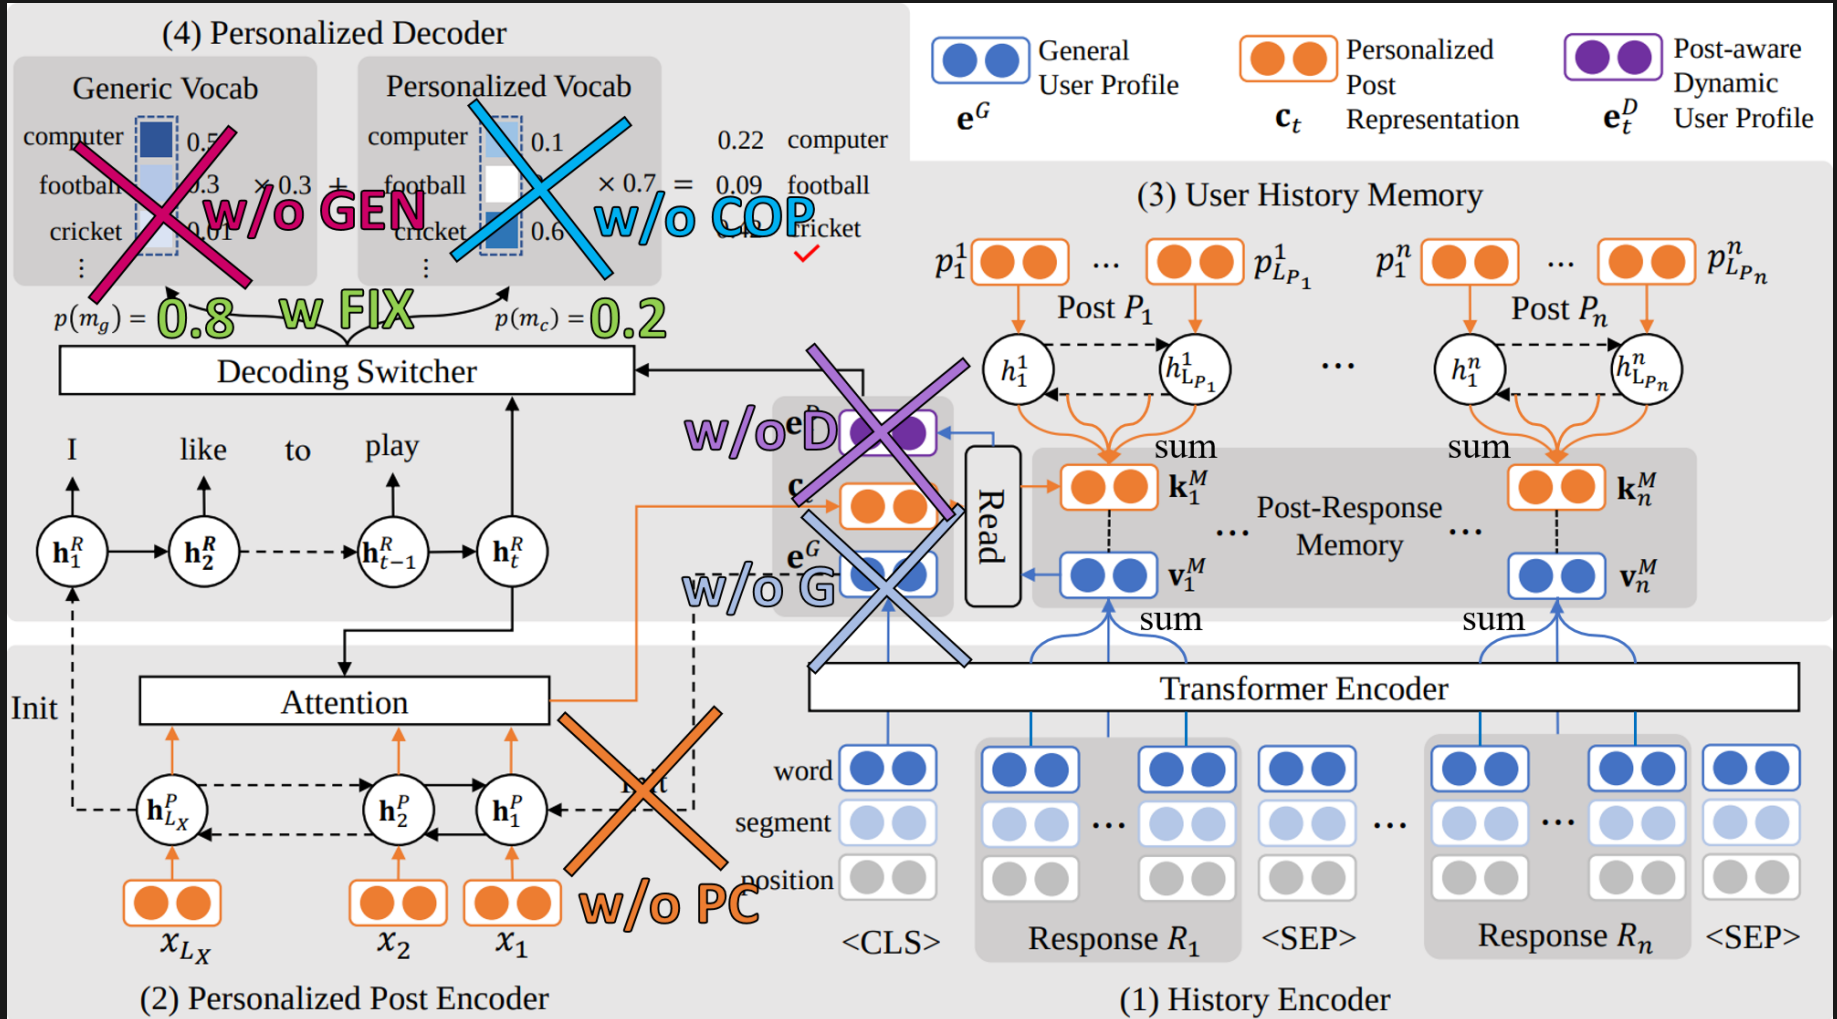 (4) Personalized Decoder
Generic Vocab
computer 0.5
football 0.3 × 0.3 +
cricket 0.01
⋮
Personalized Vocab
computer 0.1
football × 0.7 =
cricket 0.6
⋮
0.22 computer
0.09 football
0.42 cricket
w/o GEN
w/o COP
p(m_g) = 0.8
w FIX
p(m_c) = 0.2
Decoding Switcher
I like to play
h_1^R h_2^R h_{t-1}^R h_t^R
General
User Profile
e^G
Personalized
Post
Representation
c_t
Post-aware
Dynamic
User Profile
e_t^D
(3) User History Memory
p_1^1 ... p_{L_{P_1}}^1 p_1^n ... p_{L_{P_n}}^n
Post P_1 Post P_n
h_1^1 h_{L_{P_1}}^1 ... h_1^n h_{L_{P_n}}^n
sum sum
w/o D
e^D
c_t
e^G
w/o G
Read
k_1^M k_n^M
... Post-Response ...
Memory
v_1^M v_n^M
sum sum
Init
Attention
h_{L_X}^P h_2^P h_1^P
Init
w/o PC
x_{L_X} x_2 x_1
(2) Personalized Post Encoder
Transformer Encoder
word
segment
position
... ... ...
<CLS> Response R_1 <SEP> Response R_n <SEP>
(1) History Encoder